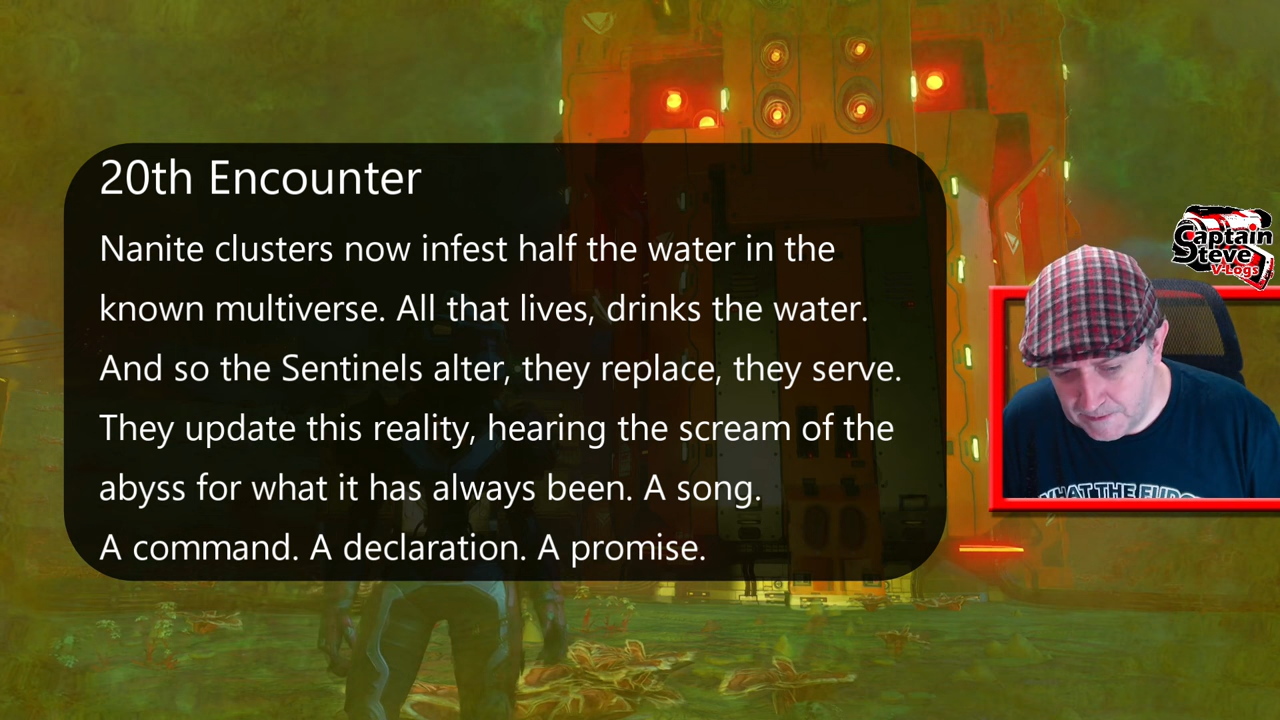 20th Encounter
Nanite clusters now infest half the water in the
known multiverse. All that lives, drinks the water.
And so the Sentinels alter, they replace, they serve.
They update this reality, hearing the scream of the
abyss for what it has always been. A song.
A command. A declaration. A promise.
Captain
Steve
V-Logs
WHAT THE